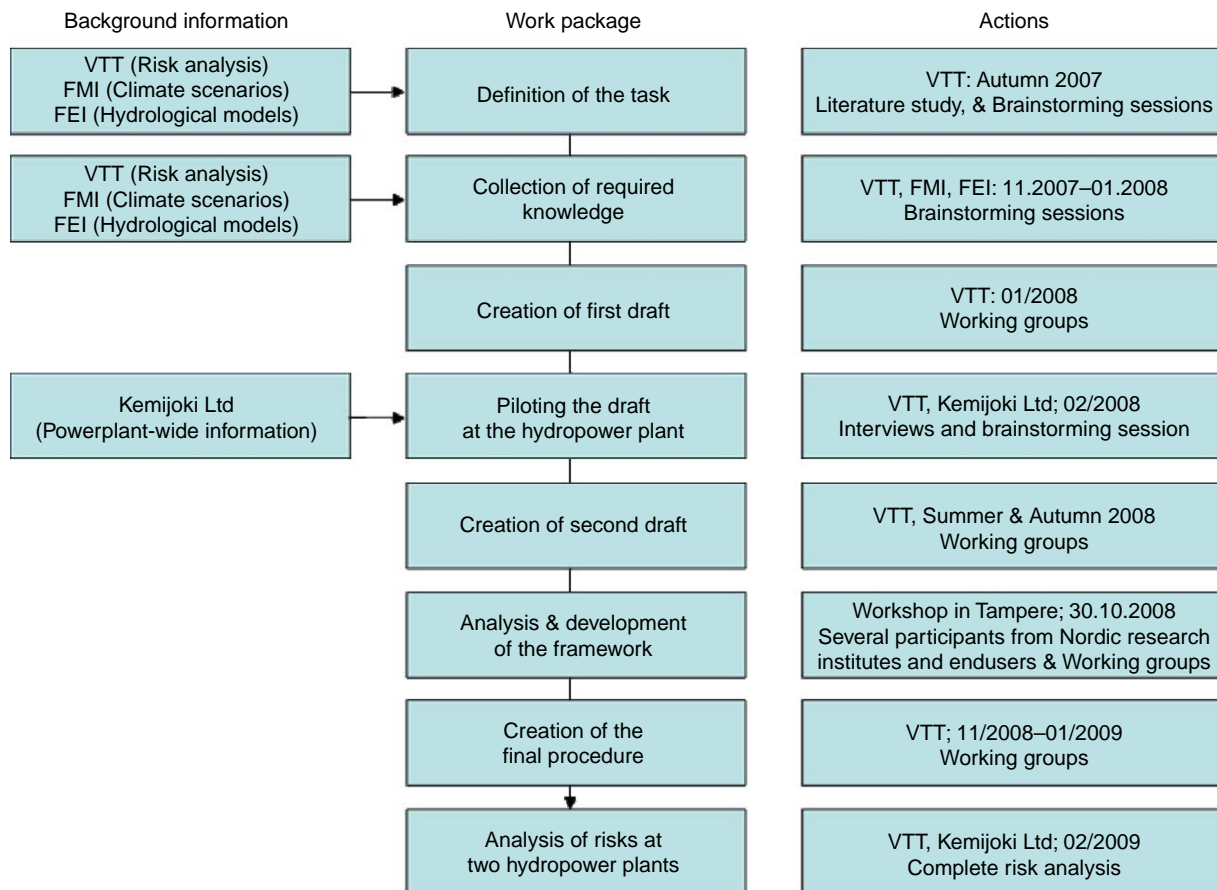 Background information
Work package
Actions
VTT (Risk analysis)
FMI (Climate scenarios)
FEI (Hydrological models)
Definition of the task
VTT: Autumn 2007
Literature study, & Brainstorming sessions
VTT (Risk analysis)
FMI (Climate scenarios)
FEI (Hydrological models)
Collection of required
knowledge
VTT, FMI, FEI: 11.2007–01.2008
Brainstorming sessions
Creation of first draft
VTT: 01/2008
Working groups
Kemijoki Ltd
(Powerplant-wide information)
Piloting the draft
at the hydropower plant
VTT, Kemijoki Ltd; 02/2008
Interviews and brainstorming session
Creation of second draft
VTT, Summer & Autumn 2008
Working groups
Analysis & development
of the framework
Workshop in Tampere; 30.10.2008
Several participants from Nordic research
institutes and endusers & Working groups
Creation of the
final procedure
VTT; 11/2008–01/2009
Working groups
Analysis of risks at
two hydropower plants
VTT, Kemijoki Ltd; 02/2009
Complete risk analysis